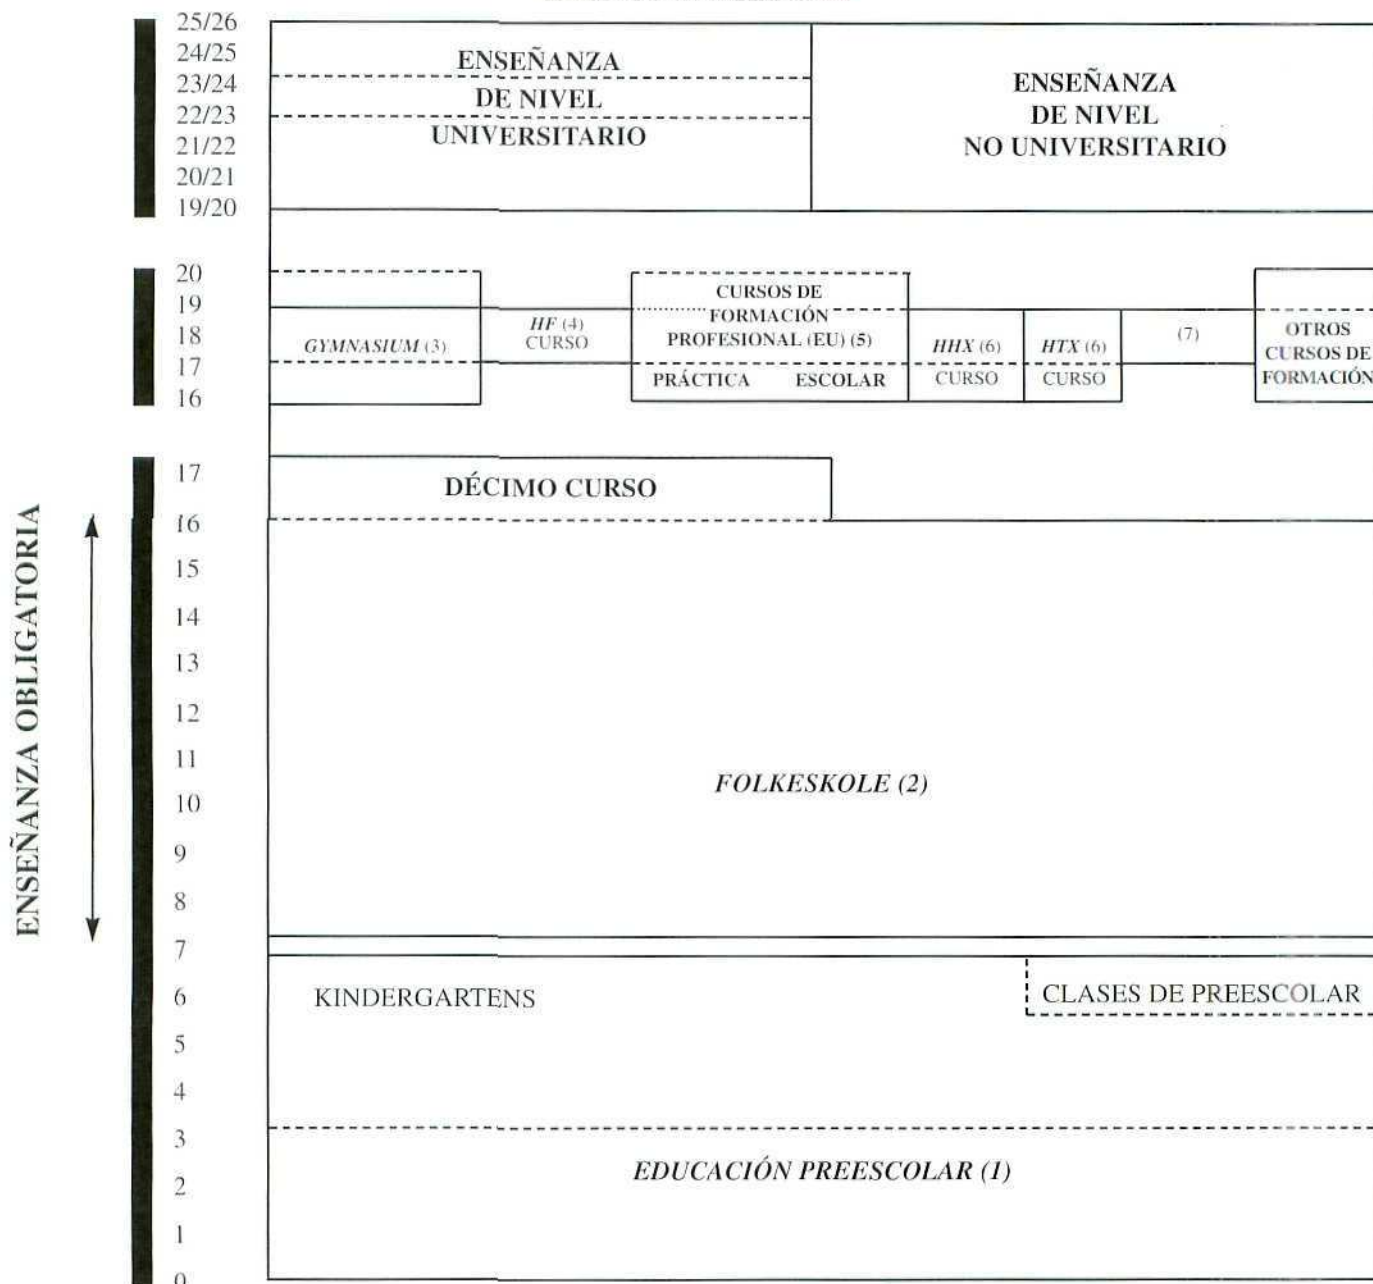 25/26
24/25
23/24
22/23
21/22
20/21
19/20
ENSEÑANZA
DE NIVEL
UNIVERSITARIO
ENSEÑANZA
DE NIVEL
NO UNIVERSITARIO
20
19
18
17
16
GYMNASIUM (3)
HF (4)
CURSO
CURSOS DE
FORMACIÓN
PROFESIONAL (EU) (5)
PRÁCTICA ESCOLAR
HHX (6)
CURSO
HTX (6)
CURSO
(7)
OTROS
CURSOS DE
FORMACIÓN
ENSEÑANZA OBLIGATORIA
17
16
15
14
13
12
11
10
9
8
7
6
5
4
3
2
1
0
DÉCIMO CURSO
FOLKESKOLE (2)
KINDERGARTENS
CLASES DE PREESCOLAR
EDUCACIÓN PREESCOLAR (1)